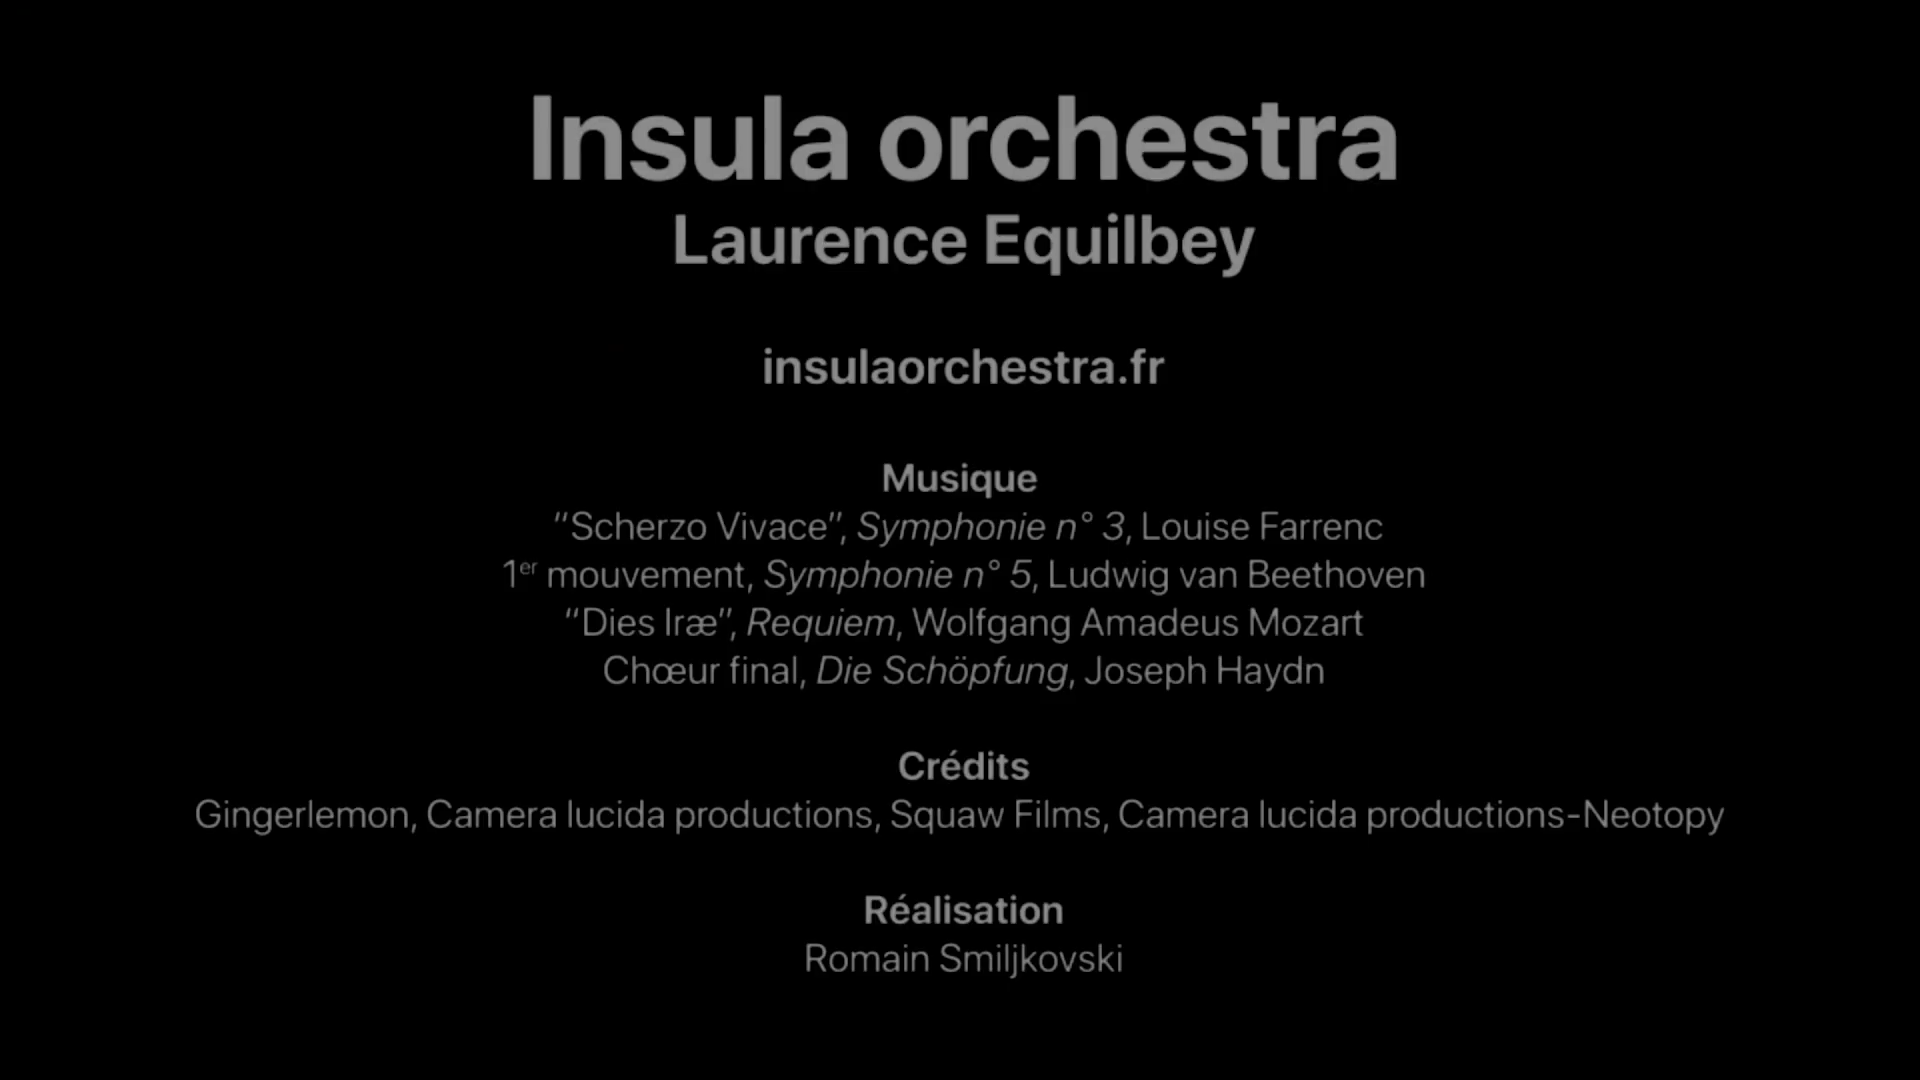 Insula orchestra
Laurence Equilbey
insulaorchestra.fr
Musique
“Scherzo Vivace”, Symphonie n° 3, Louise Farrenc
1er mouvement, Symphonie n° 5, Ludwig van Beethoven
“Dies Iræ”, Requiem, Wolfgang Amadeus Mozart
Chœur final, Die Schöpfung, Joseph Haydn
Crédits
Gingerlemon, Camera lucida productions, Squaw Films, Camera lucida productions-Neotopy
Réalisation
Romain Smiljkovski